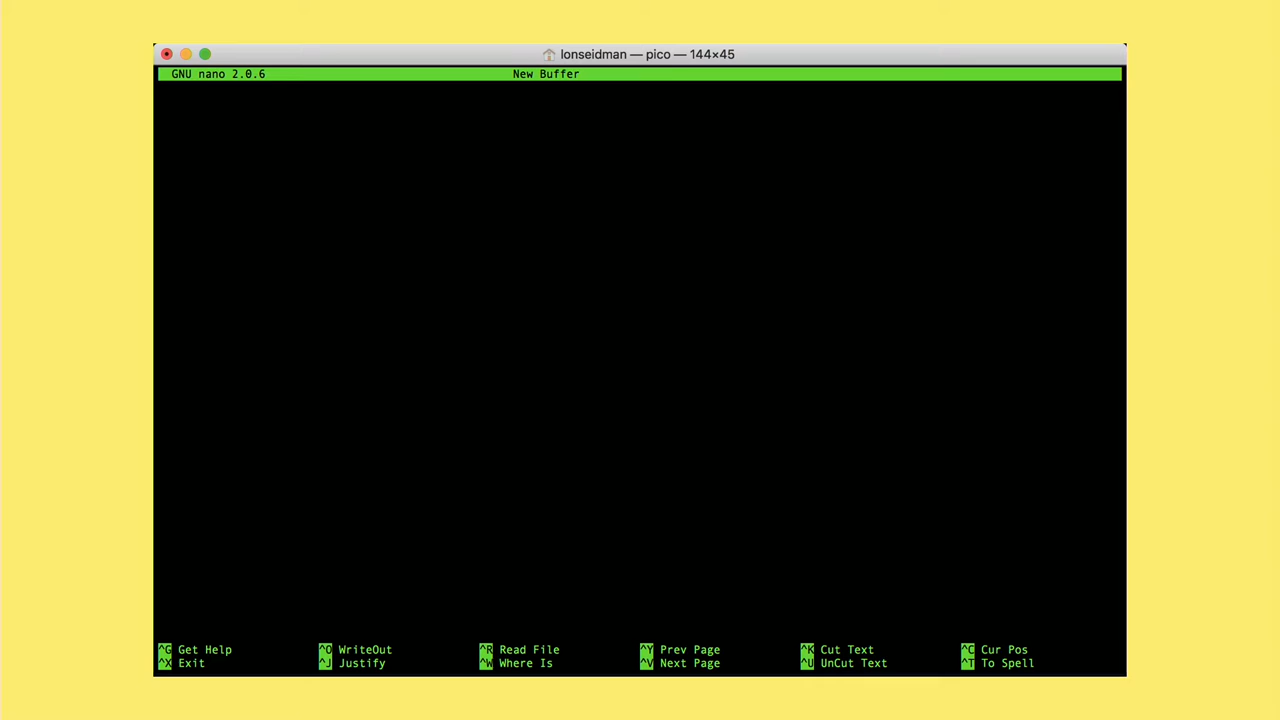 lonseidman — pico — 144×45
GNU nano 2.0.6 New Buffer
^G Get Help ^O WriteOut ^R Read File ^Y Prev Page ^K Cut Text ^C Cur Pos
^X Exit ^J Justify ^W Where Is ^V Next Page ^U UnCut Text ^T To Spell